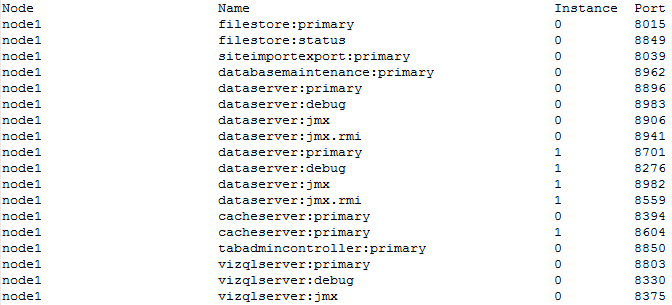 Node Name Instance Port
node1 filestore:primary 0 8015
node1 filestore:status 0 8849
node1 siteimportexport:primary 0 8039
node1 databasemaintenance:primary 0 8962
node1 dataserver:primary 0 8896
node1 dataserver:debug 0 8983
node1 dataserver:jmx 0 8906
node1 dataserver:jmx.rmi 0 8941
node1 dataserver:primary 1 8701
node1 dataserver:debug 1 8276
node1 dataserver:jmx 1 8982
node1 dataserver:jmx.rmi 1 8559
node1 cacheserver:primary 0 8394
node1 cacheserver:primary 1 8604
node1 tabadmincontroller:primary 0 8850
node1 vizqlserver:primary 0 8803
node1 vizqlserver:debug 0 8330
node1 vizqlserver:jmx 0 8375